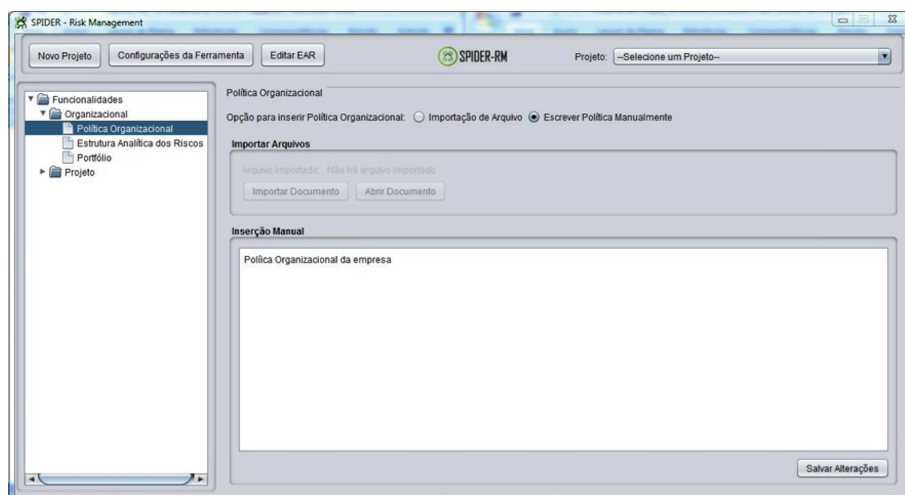 SPIDER - Risk Management
Novo Projeto Configurações da Ferramenta Editar EAR SPIDER-RM Projeto: --Selecione um Projeto--
Funcionalidades
Organizacional
Política Organizacional
Estrutura Analítica dos Riscos
Portfólio
Projeto
Política Organizacional
Opção para inserir Política Organizacional: Importação de Arquivo Escrever Política Manualmente
Importar Arquivos
Arquivo Importado: Não há arquivo importado
Importar Documento Abrir Documento
Inserção Manual
Políica Organizacional da empresa
Salvar Alterações